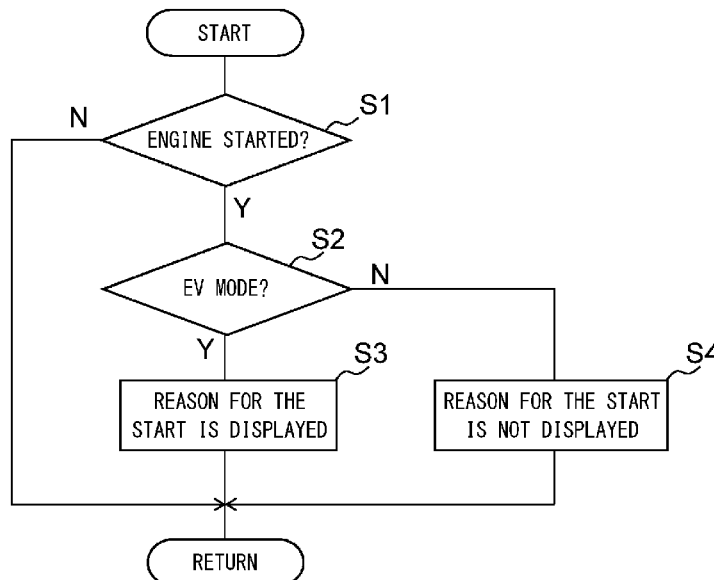 START
S1
N
ENGINE STARTED?
Y
S2
N
EV MODE?
Y
S3
S4
REASON FOR THE
START IS DISPLAYED
REASON FOR THE START
IS NOT DISPLAYED
RETURN